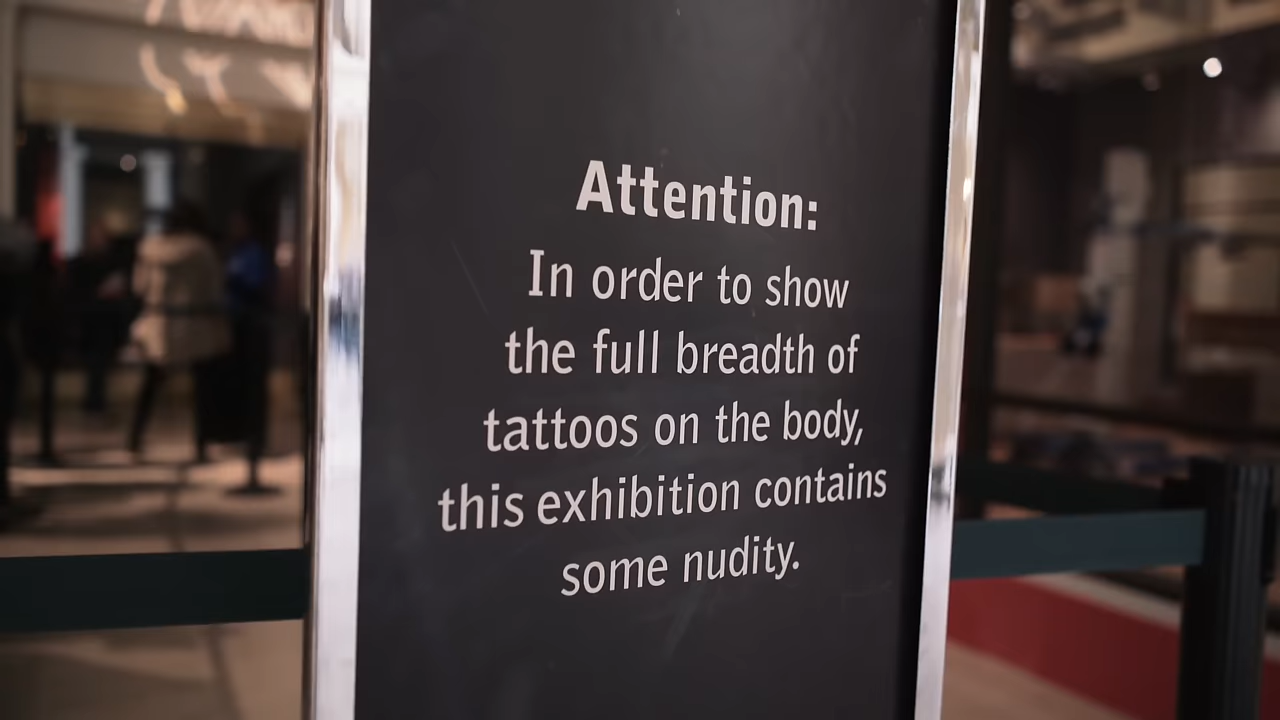 Attention:
In order to show
the full breadth of
tattoos on the body,
this exhibition contains
some nudity.